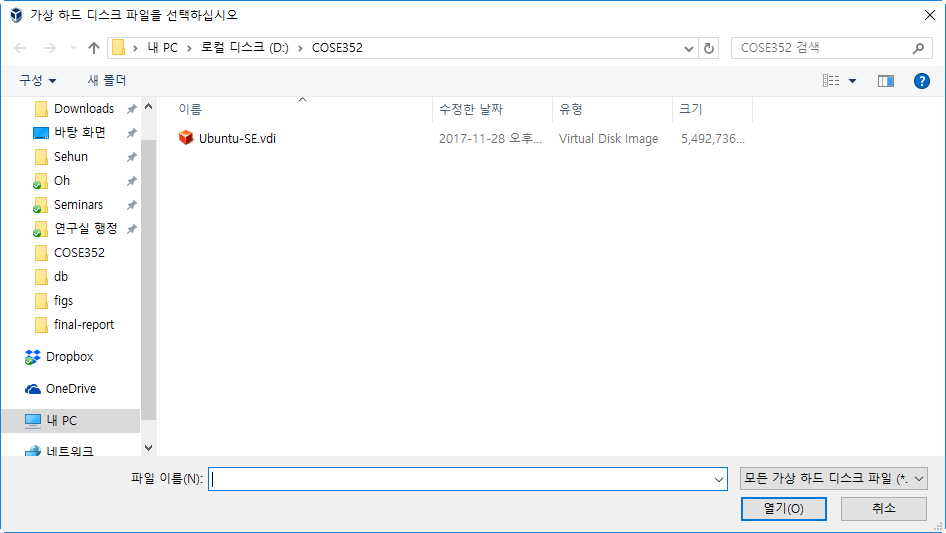 가상 하드 디스크 파일을 선택하십시오
내 PC > 로컬 디스크 (D:) > COSE352
COSE352 검색
구성 새 폴더
이름 수정한 날짜 유형 크기
Ubuntu-SE.vdi 2017-11-28 오후... Virtual Disk Image 5,492,736...
Downloads
바탕 화면
Sehun
Oh
Seminars
연구실 행정
COSE352
db
figs
final-report
Dropbox
OneDrive
내 PC
네트워크
파일 이름(N):
모든 가상 하드 디스크 파일 (*.
열기(O) 취소